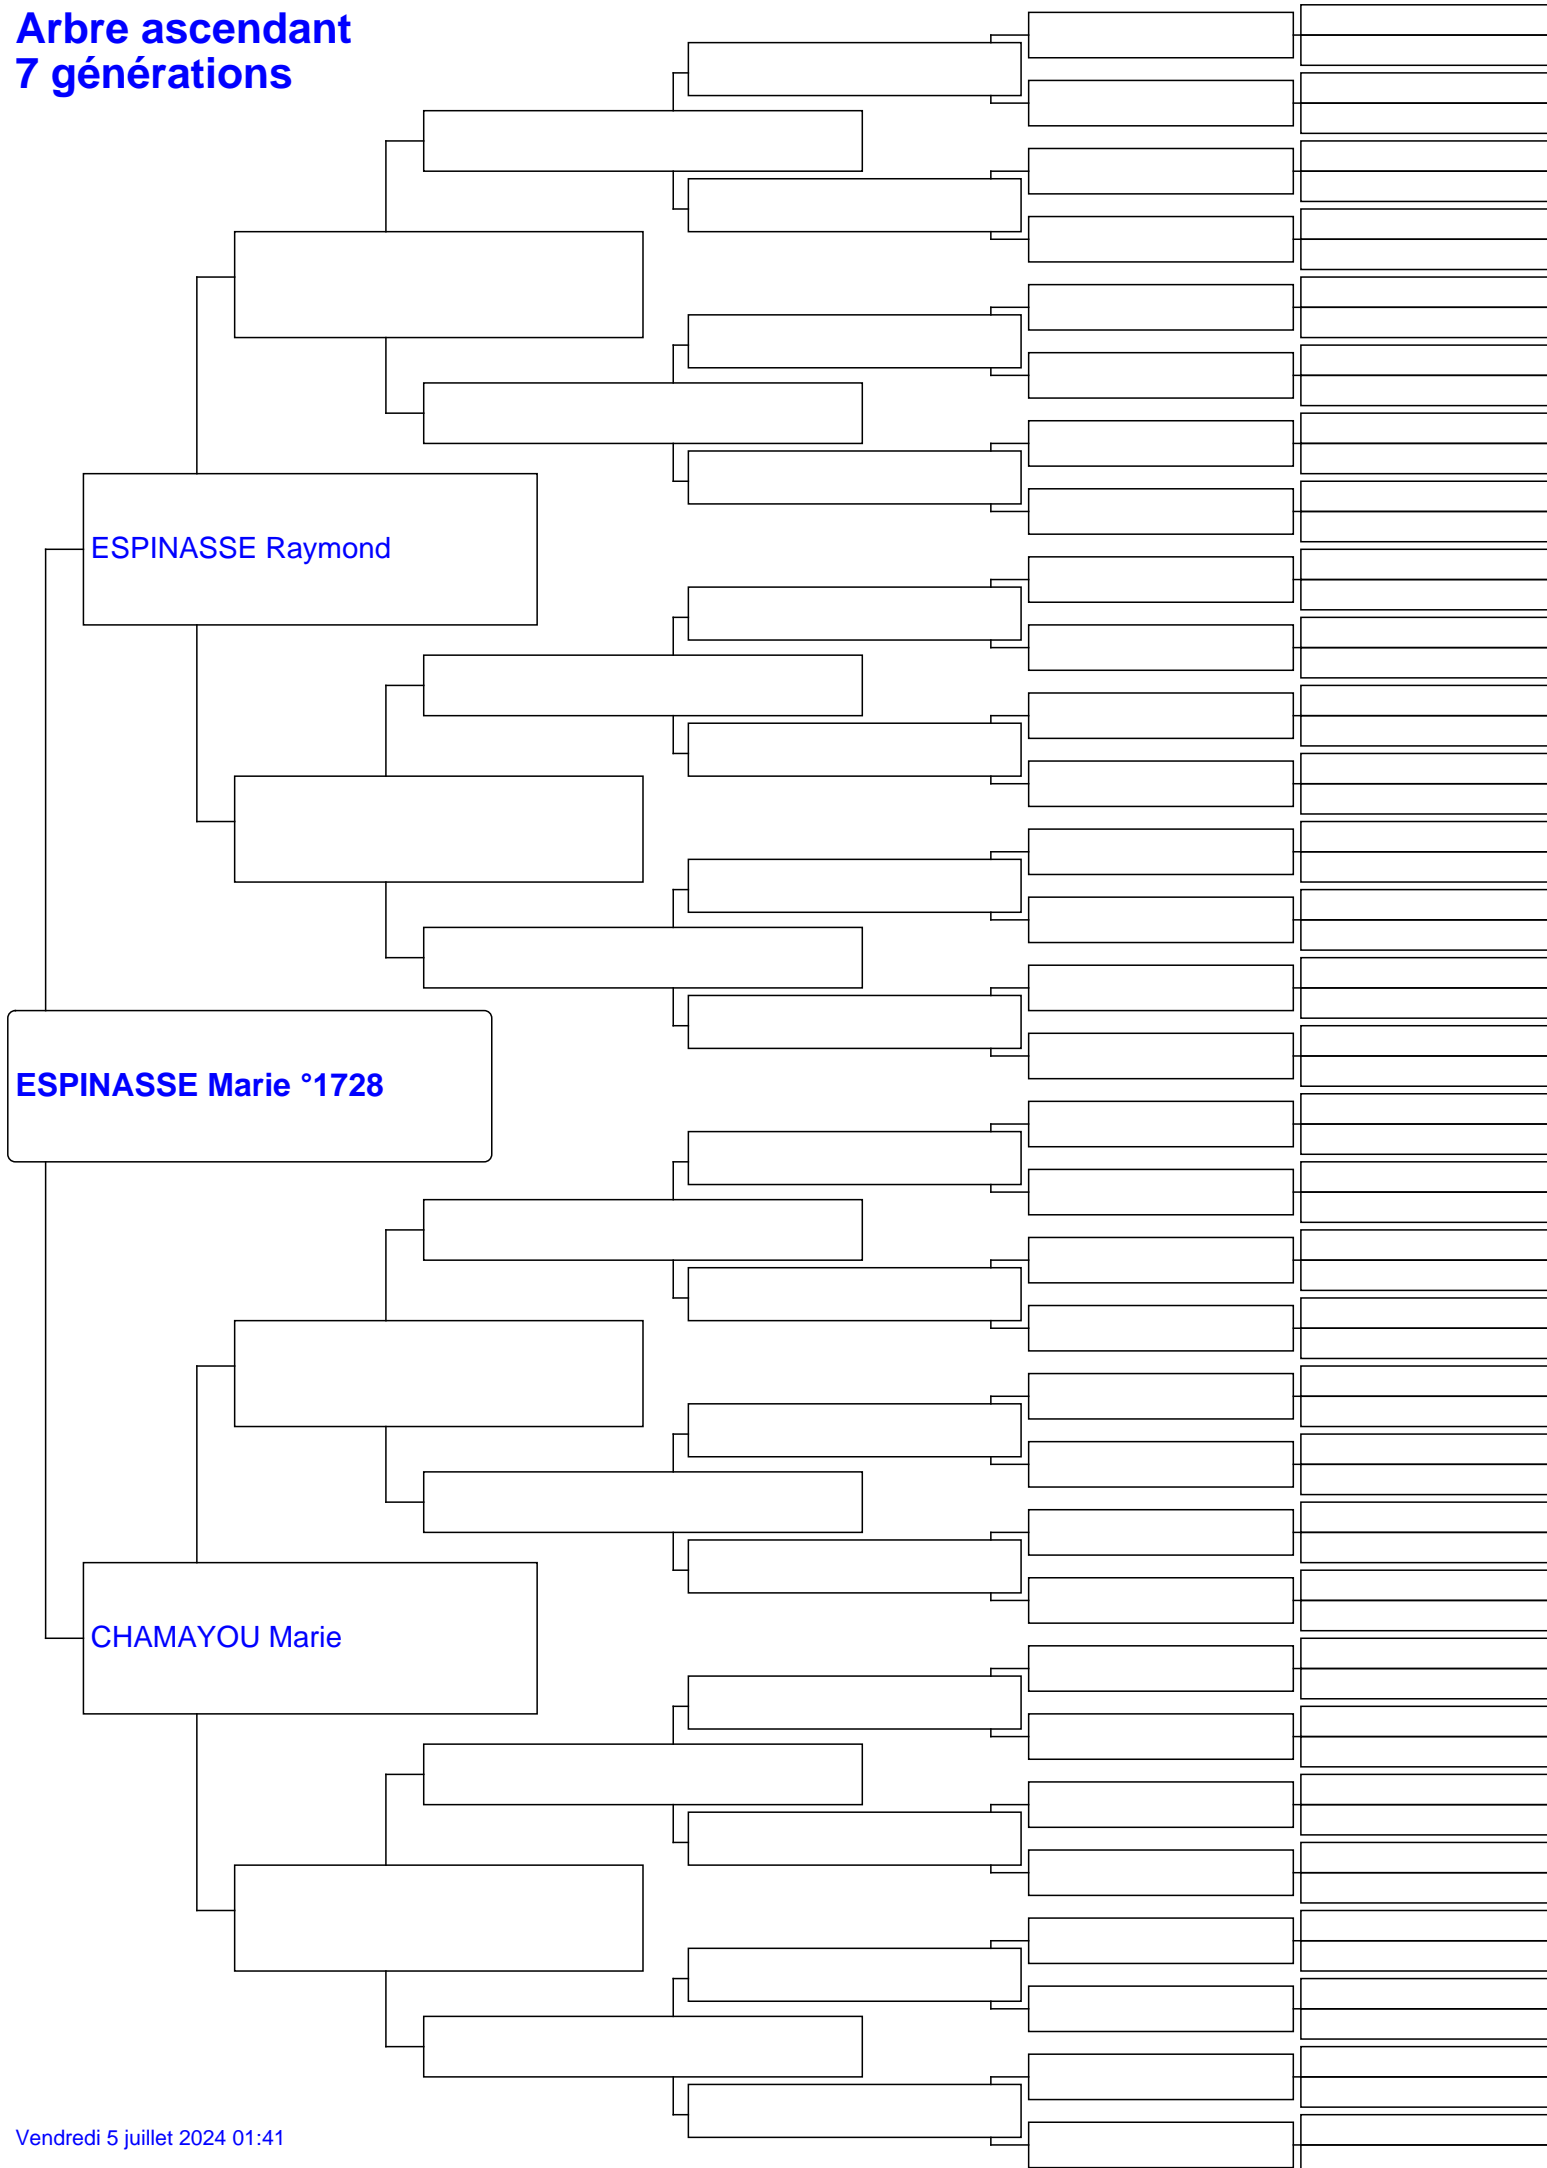 Arbre ascendant
7 générations
ESPINASSE Raymond
ESPINASSE Marie °1728
CHAMAYOU Marie
Vendredi 5 juillet 2024 01:41